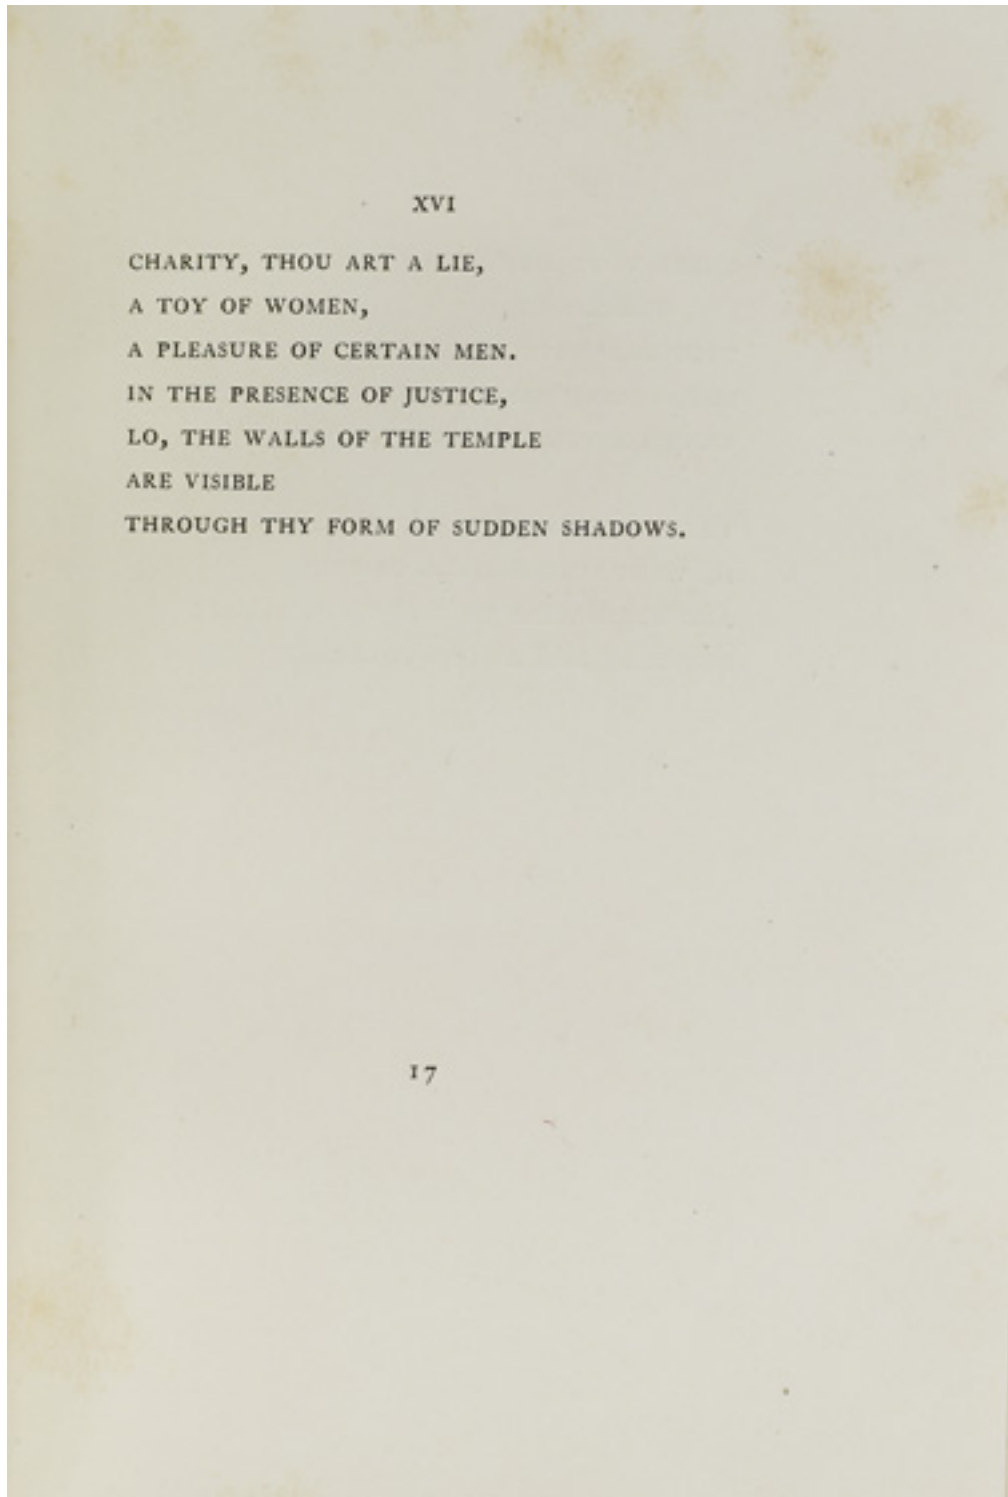 XVI
CHARITY, THOU ART A LIE,
A TOY OF WOMEN,
A PLEASURE OF CERTAIN MEN.
IN THE PRESENCE OF JUSTICE,
LO, THE WALLS OF THE TEMPLE
ARE VISIBLE
THROUGH THY FORM OF SUDDEN SHADOWS.
17